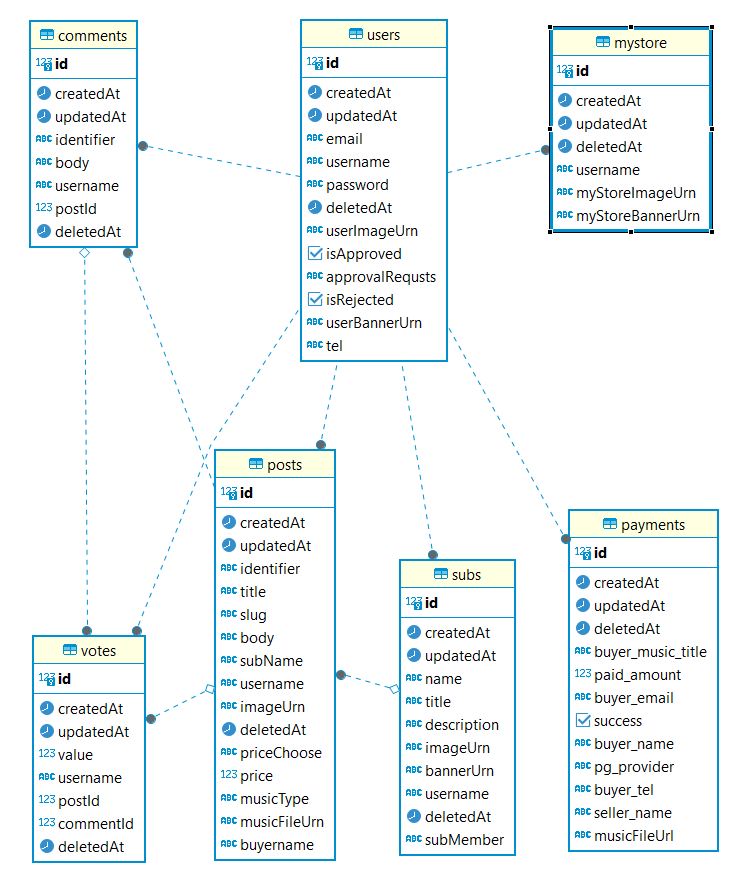 comments
123 id
createdAt
updatedAt
ABC identifier
ABC body
ABC username
123 postId
deletedAt
users
123 id
createdAt
updatedAt
ABC email
ABC username
ABC password
deletedAt
ABC userImageUrn
isApproved
ABC approvalRequsts
isRejected
ABC userBannerUrn
ABC tel
mystore
123 id
createdAt
updatedAt
deletedAt
ABC username
ABC myStoreImageUrn
ABC myStoreBannerUrn
posts
123 id
createdAt
updatedAt
ABC identifier
ABC title
ABC slug
ABC body
ABC subName
ABC username
ABC imageUrn
deletedAt
ABC priceChoose
123 price
ABC musicType
ABC musicFileUrn
ABC buyername
subs
123 id
createdAt
updatedAt
ABC name
ABC title
ABC description
ABC imageUrn
ABC bannerUrn
ABC username
deletedAt
ABC subMember
payments
123 id
createdAt
updatedAt
deletedAt
ABC buyer_music_title
123 paid_amount
ABC buyer_email
success
ABC buyer_name
ABC pg_provider
ABC buyer_tel
ABC seller_name
ABC musicFileUrl
votes
123 id
createdAt
updatedAt
123 value
ABC username
123 postId
123 commentId
deletedAt